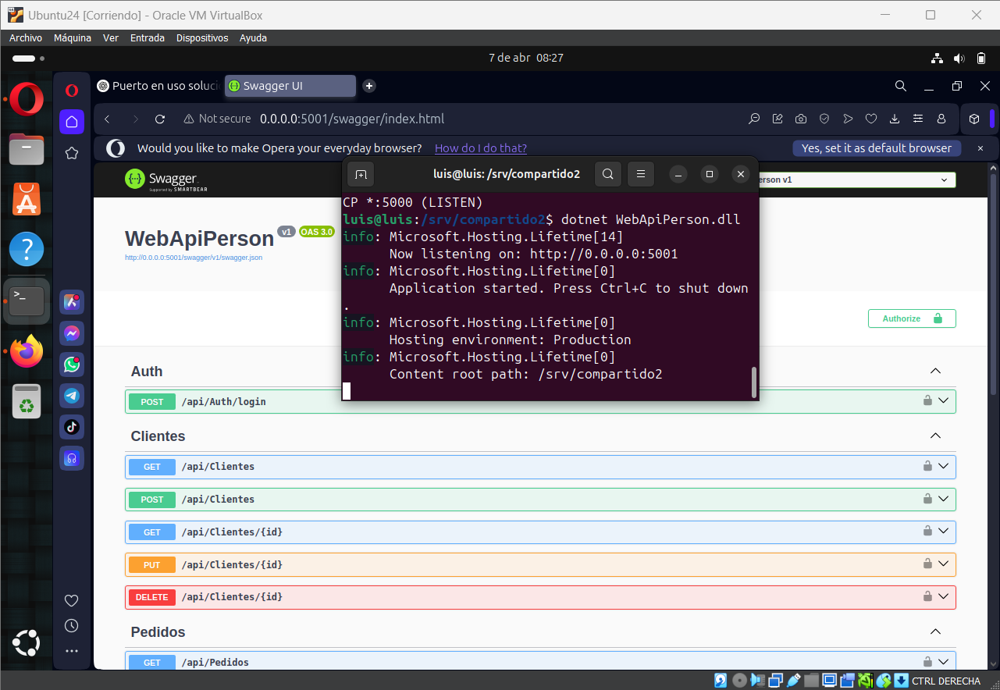 Ubuntu24 [Corriendo] - Oracle VM VirtualBox
Archivo Máquina Ver Entrada Dispositivos Ayuda
7 de abr 08:27
Puerto en uso soluci
Swagger UI
Not secure 0.0.0.0:5001/swagger/index.html
Would you like to make Opera your everyday browser? How do I do that? Yes, set it as default browser
Swagger
Supported by SMARTBEAR
erson v1
luis@luis: /srv/compartido2
CP *:5000 (LISTEN)
luis@luis:/srv/compartido2$ dotnet WebApiPerson.dll
info: Microsoft.Hosting.Lifetime[14]
Now listening on: http://0.0.0.0:5001
info: Microsoft.Hosting.Lifetime[0]
Application started. Press Ctrl+C to shut down
.
info: Microsoft.Hosting.Lifetime[0]
Hosting environment: Production
info: Microsoft.Hosting.Lifetime[0]
Content root path: /srv/compartido2
WebApiPerson v1 OAS 3.0
http://0.0.0.0:5001/swagger/v1/swagger.json
Authorize
Auth
POST /api/Auth/login
Clientes
GET /api/Clientes
POST /api/Clientes
GET /api/Clientes/{id}
PUT /api/Clientes/{id}
DELETE /api/Clientes/{id}
Pedidos
GET /api/Pedidos
CTRL DERECHA